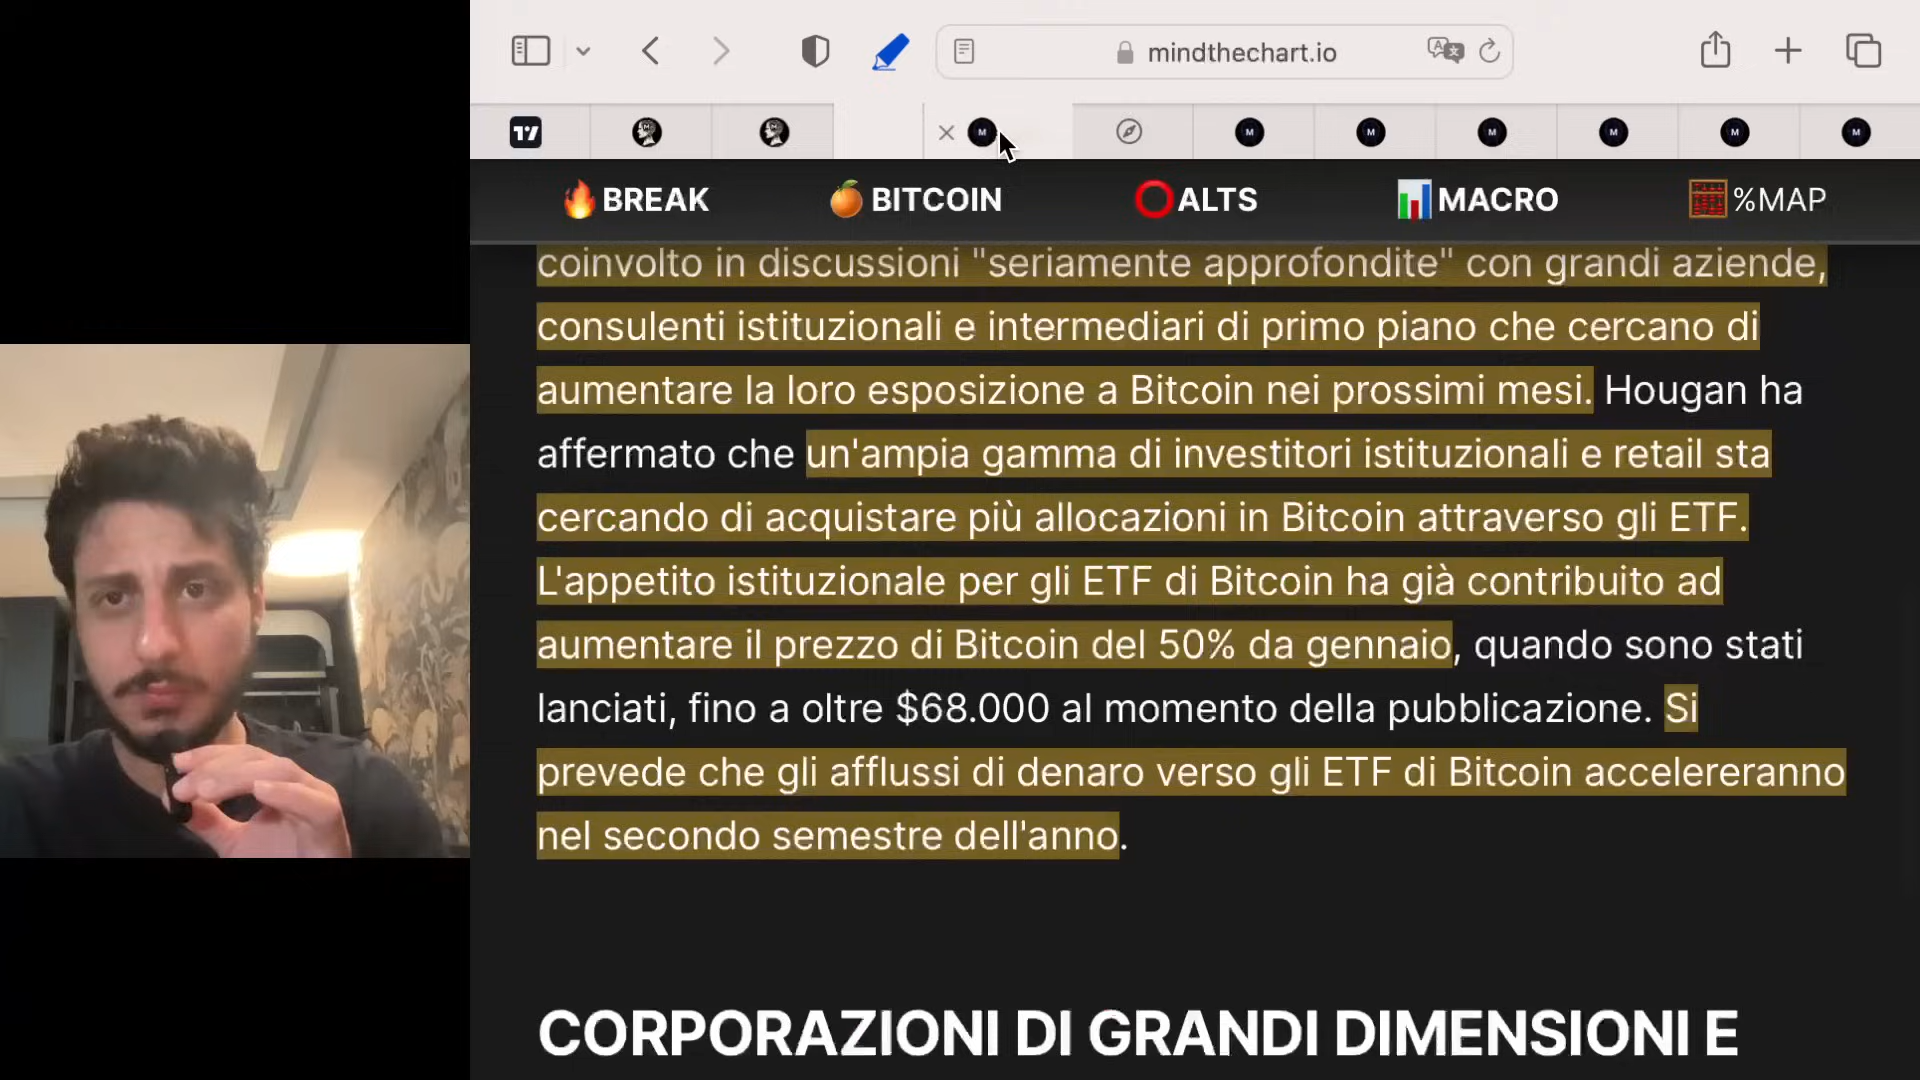 mindthechart.io
🔥BREAK
🍊BITCOIN
⭕ALTS
📊MACRO
🧮%MAP
coinvolto in discussioni "seriamente approfondite" con grandi aziende,
consulenti istituzionali e intermediari di primo piano che cercano di
aumentare la loro esposizione a Bitcoin nei prossimi mesi. Hougan ha
affermato che un'ampia gamma di investitori istituzionali e retail sta
cercando di acquistare più allocazioni in Bitcoin attraverso gli ETF.
L'appetito istituzionale per gli ETF di Bitcoin ha già contribuito ad
aumentare il prezzo di Bitcoin del 50% da gennaio, quando sono stati
lanciati, fino a oltre $68.000 al momento della pubblicazione. Si
prevede che gli afflussi di denaro verso gli ETF di Bitcoin accelereranno
nel secondo semestre dell'anno.
CORPORAZIONI DI GRANDI DIMENSIONI E